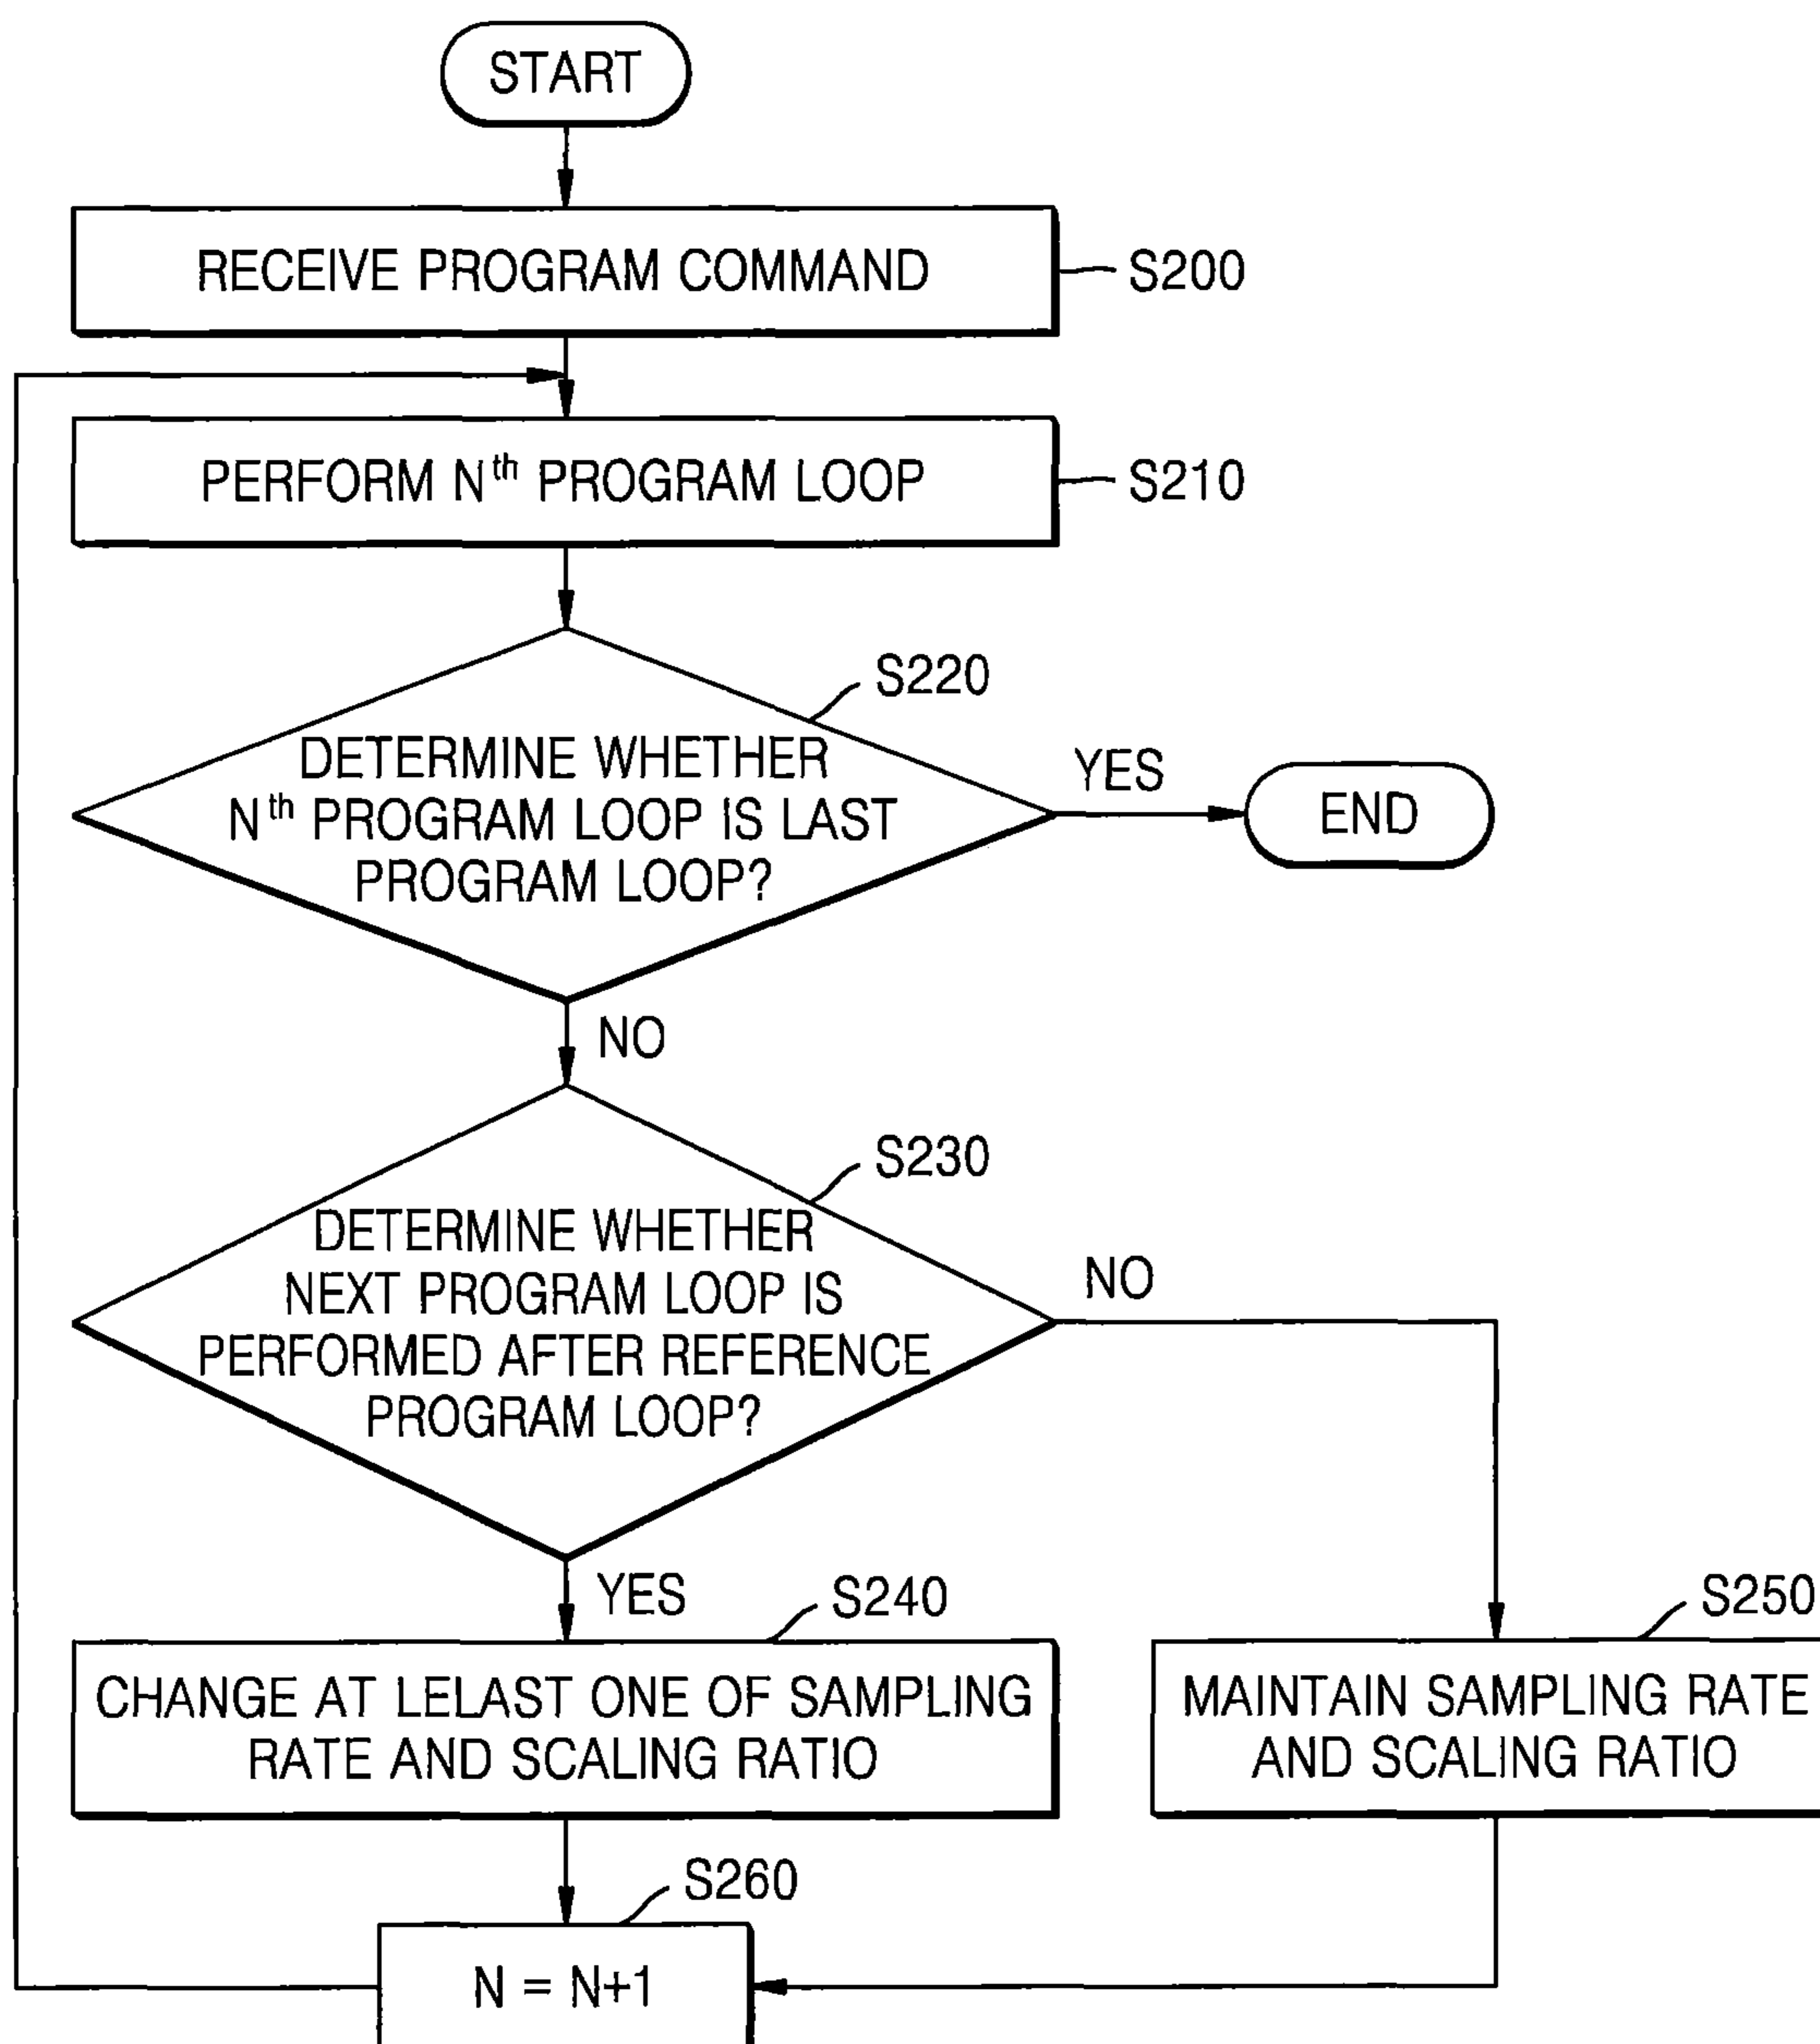 START
RECEIVE PROGRAM COMMAND
S200
PERFORM Nth PROGRAM LOOP
S210
S220
DETERMINE WHETHER
Nth PROGRAM LOOP IS LAST
PROGRAM LOOP?
YES
END
NO
S230
DETERMINE WHETHER
NEXT PROGRAM LOOP IS
PERFORMED AFTER REFERENCE
PROGRAM LOOP?
NO
YES
S240
S250
CHANGE AT LELAST ONE OF SAMPLING
RATE AND SCALING RATIO
MAINTAIN SAMPLING RATE
AND SCALING RATIO
S260
N = N+1